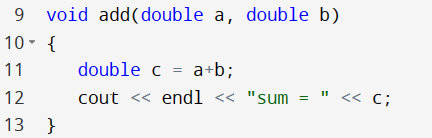 9 void add(double a, double b)
10 {
11 double c = a+b;
12 cout << endl << "sum = " << c;
13 }